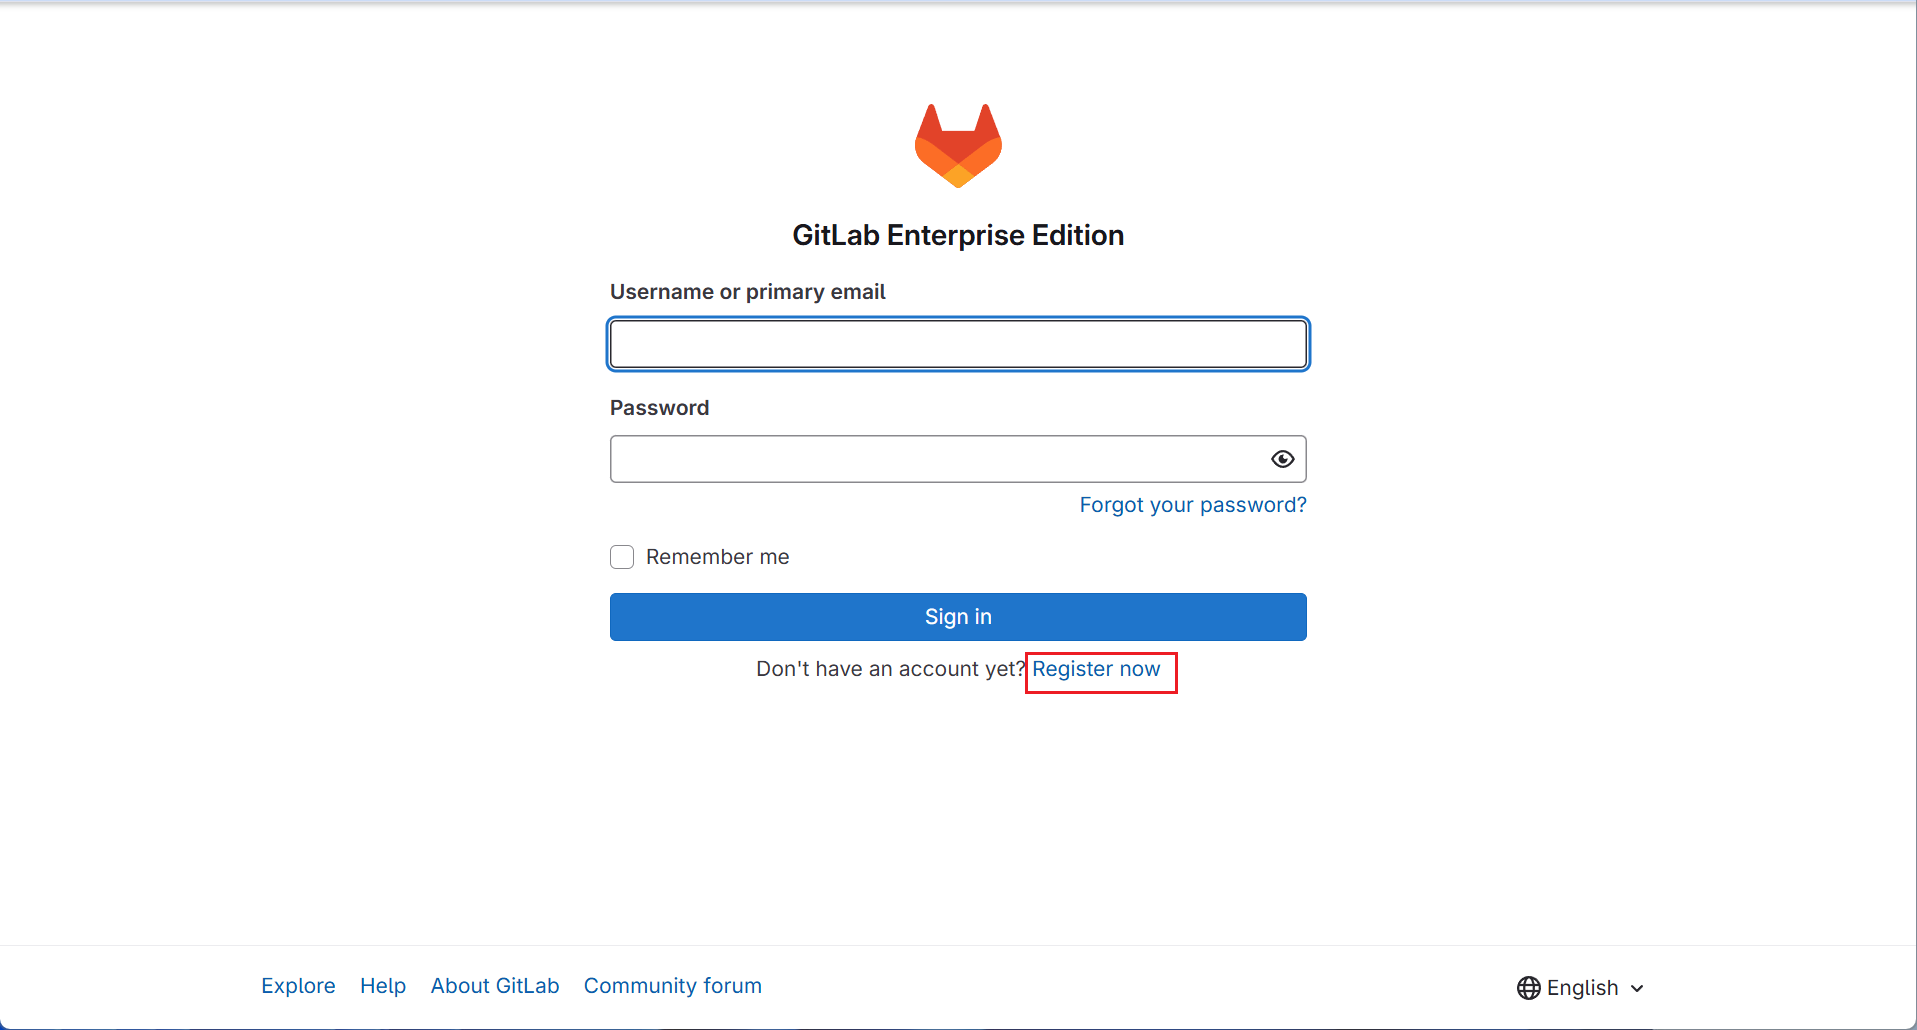 GitLab Enterprise Edition
Username or primary email
Password
Forgot your password?
Remember me
Sign in
Don't have an account yet? Register now
Explore Help About GitLab Community forum English